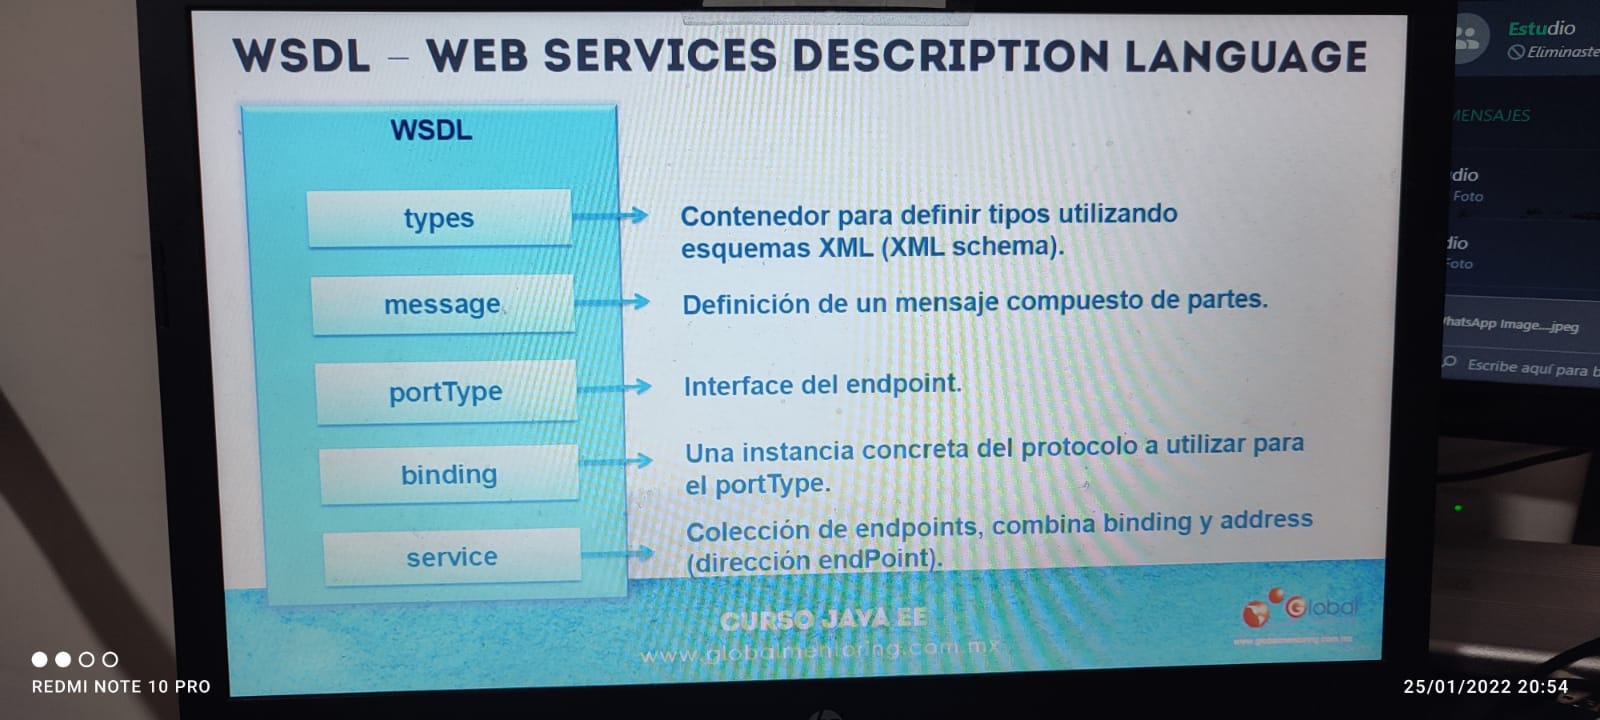 WSDL – WEB SERVICES DESCRIPTION LANGUAGE
WSDL
types
Contenedor para definir tipos utilizando
esquemas XML (XML schema).
message
Definición de un mensaje compuesto de partes.
portType
Interface del endpoint.
binding
Una instancia concreta del protocolo a utilizar para
el portType.
service
Colección de endpoints, combina binding y address
(dirección endPoint).
CURSO JAVA EE
www.globalmentoring.com.mx
Global
www.globalmentoring.com.mx
Estudio
Eliminaste
MENSAJES
dio
Foto
dio
Foto
hatsApp Image....jpeg
Escribe aquí para b
REDMI NOTE 10 PRO
25/01/2022 20:54